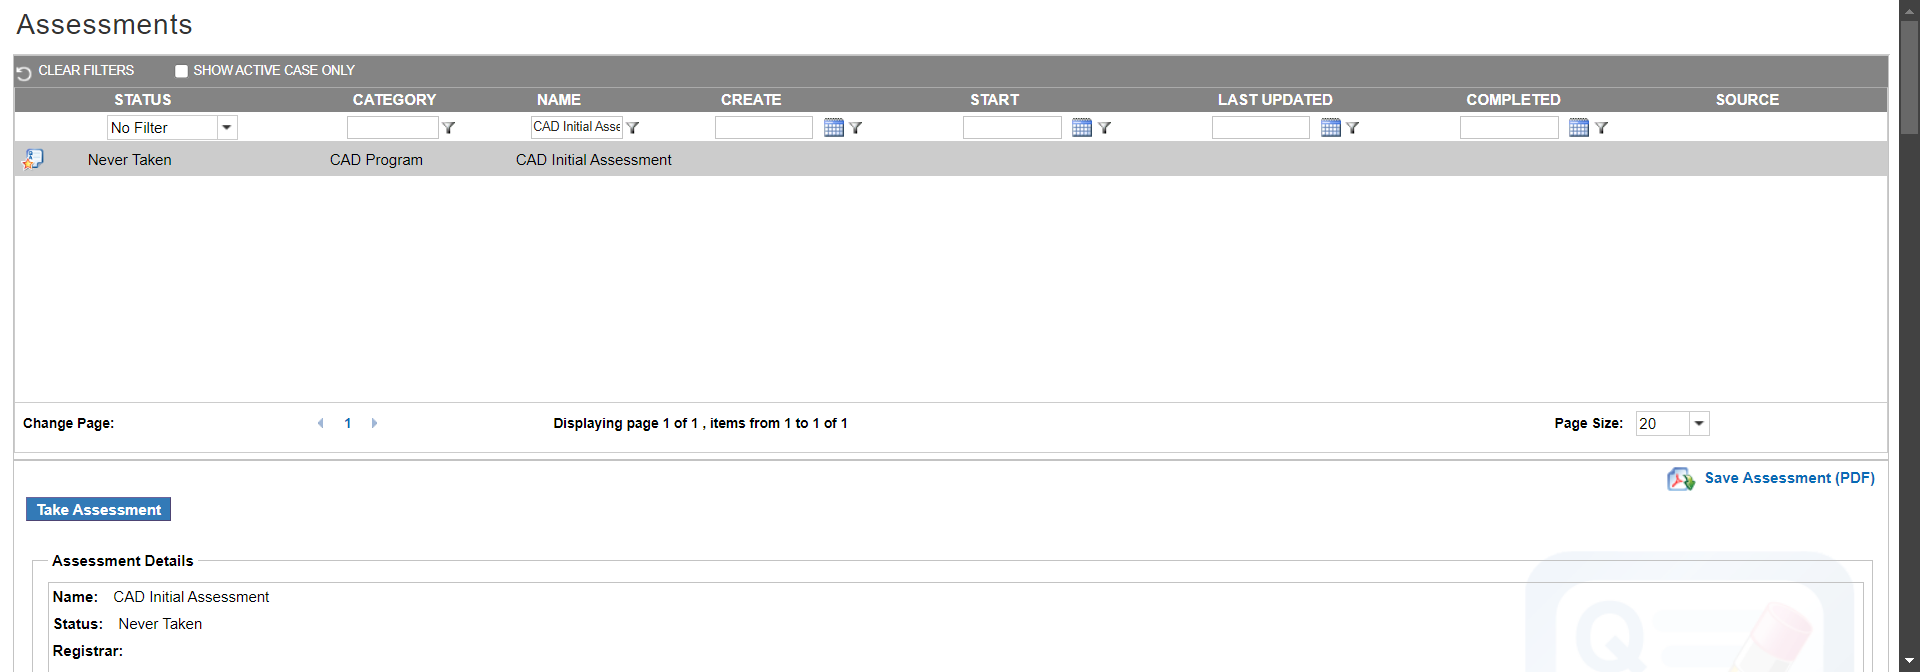 Assessments
CLEAR FILTERS SHOW ACTIVE CASE ONLY
STATUS CATEGORY NAME CREATE START LAST UPDATED COMPLETED SOURCE
No Filter CAD Initial Asse
Never Taken CAD Program CAD Initial Assessment
Change Page: 1 Displaying page 1 of 1 , items from 1 to 1 of 1 Page Size: 20
Save Assessment (PDF)
Take Assessment
Assessment Details
Name: CAD Initial Assessment
Status: Never Taken
Registrar:
Q